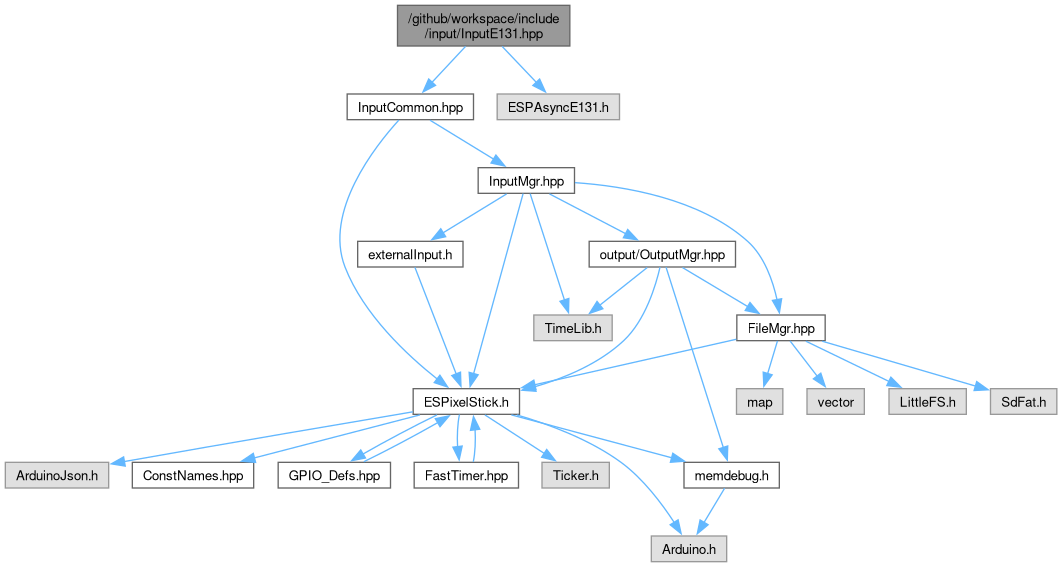 /github/workspace/include
/input/InputE131.hpp
InputCommon.hpp
ESPAsyncE131.h
InputMgr.hpp
externalInput.h
output/OutputMgr.hpp
TimeLib.h
FileMgr.hpp
ESPixelStick.h
map
vector
LittleFS.h
SdFat.h
ArduinoJson.h
ConstNames.hpp
GPIO_Defs.hpp
FastTimer.hpp
Ticker.h
memdebug.h
Arduino.h